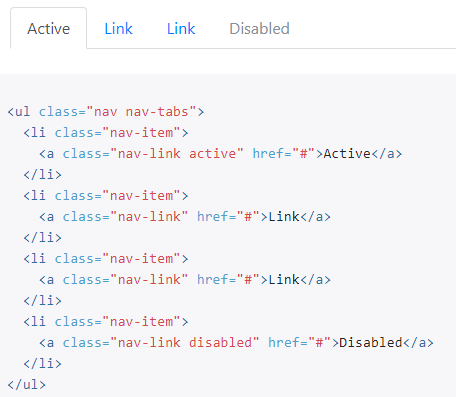 Active Link Link Disabled
<ul class="nav nav-tabs">
  <li class="nav-item">
    <a class="nav-link active" href="#">Active</a>
  </li>
  <li class="nav-item">
    <a class="nav-link" href="#">Link</a>
  </li>
  <li class="nav-item">
    <a class="nav-link" href="#">Link</a>
  </li>
  <li class="nav-item">
    <a class="nav-link disabled" href="#">Disabled</a>
  </li>
</ul>